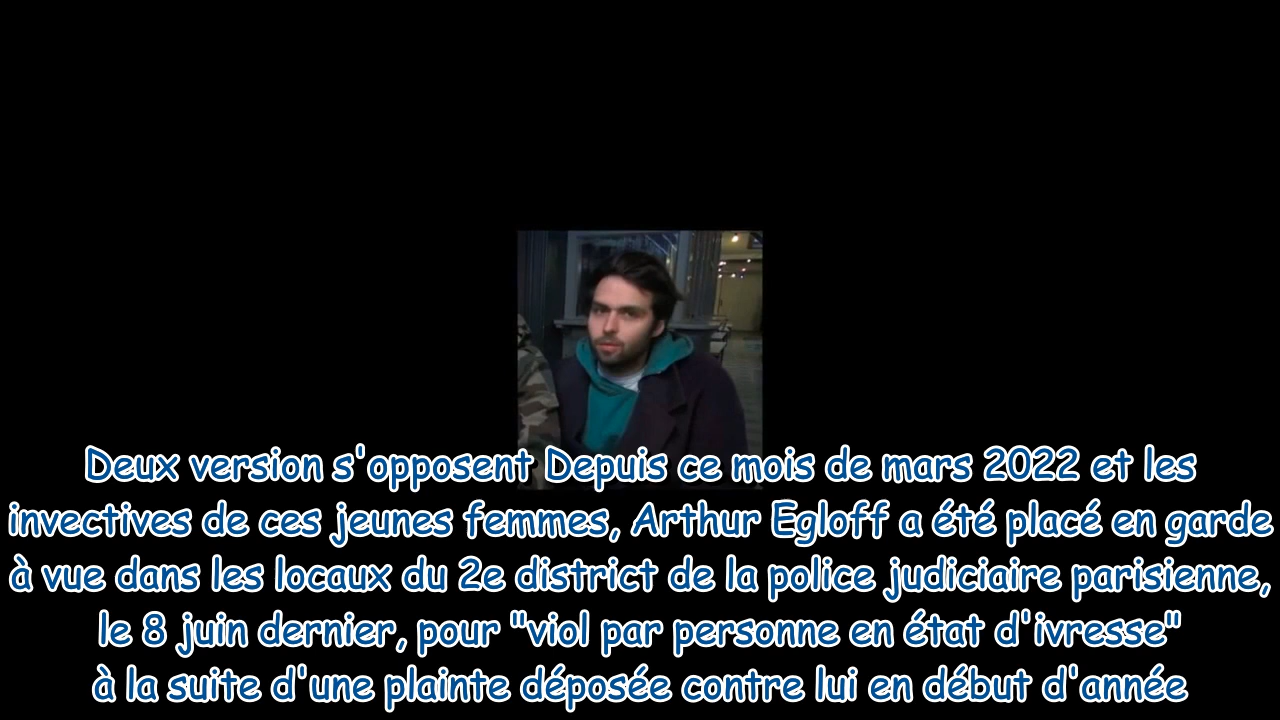 Deux version s'opposent Depuis ce mois de mars 2022 et les
invectives de ces jeunes femmes, Arthur Egloff a été placé en garde
à vue dans les locaux du 2e district de la police judiciaire parisienne,
le 8 juin dernier, pour "viol par personne en état d'ivresse"
à la suite d'une plainte déposée contre lui en début d'année